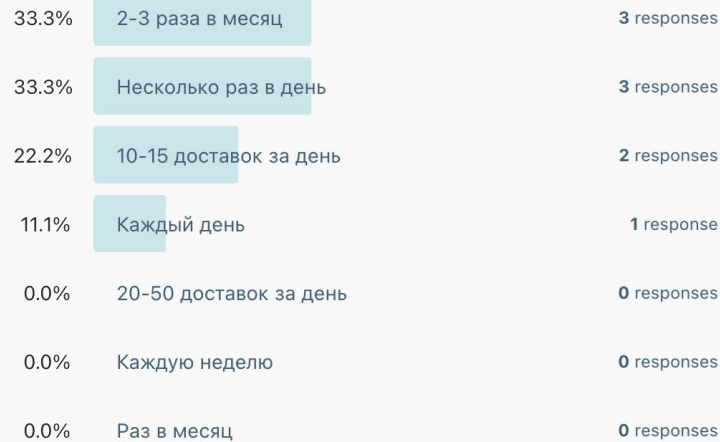 33.3% 2-3 раза в месяц 3 responses
33.3% Несколько раз в день 3 responses
22.2% 10-15 доставок за день 2 responses
11.1% Каждый день 1 response
0.0% 20-50 доставок за день 0 responses
0.0% Каждую неделю 0 responses
0.0% Раз в месяц 0 responses